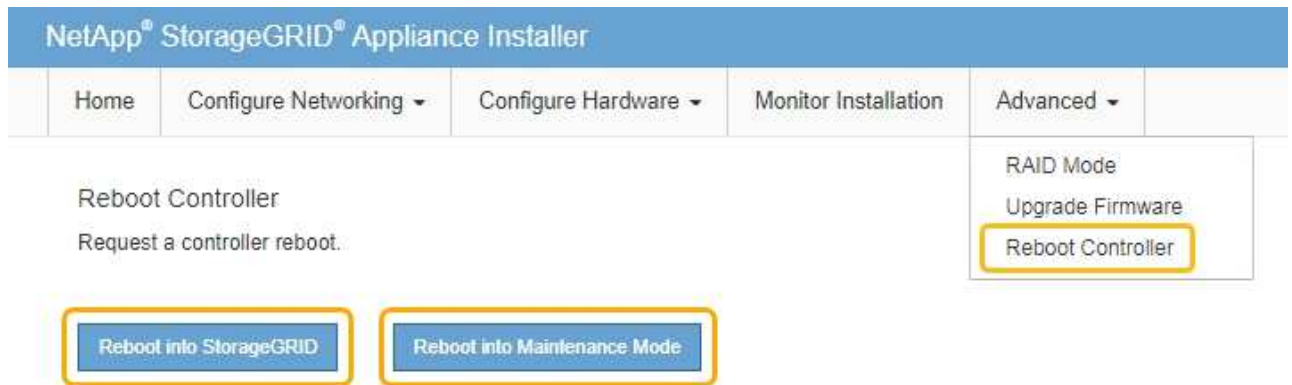 NetApp® StorageGRID® Appliance Installer
Home Configure Networking Configure Hardware Monitor Installation Advanced
RAID Mode
Upgrade Firmware
Reboot Controller
Reboot Controller
Request a controller reboot.
Reboot into StorageGRID Reboot into Maintenance Mode